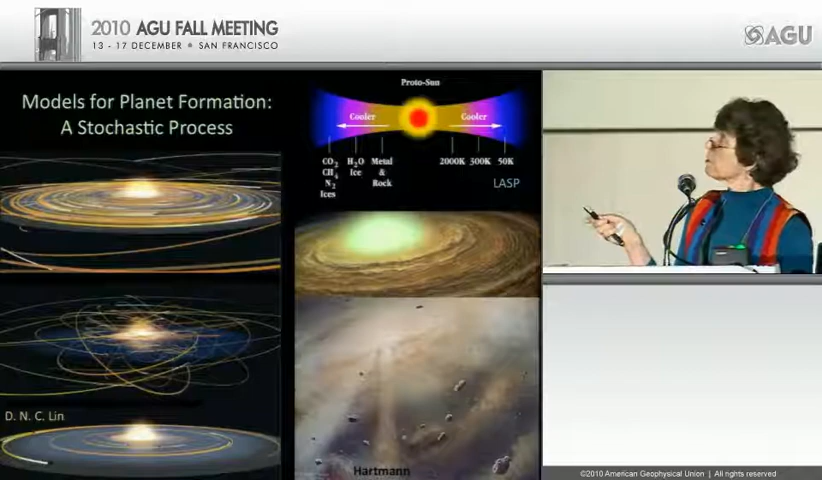 2010 AGU FALL MEETING
13 - 17 DECEMBER • SAN FRANCISCO
AGU
Models for Planet Formation:
A Stochastic Process
Proto-Sun
Cooler
Cooler
CO2
CH4
N2
Ices
H2O
Ice
Metal
&
Rock
2000K 300K 50K
LASP
D. N. C. Lin
Hartmann
©2010 American Geophysical Union | All rights reserved